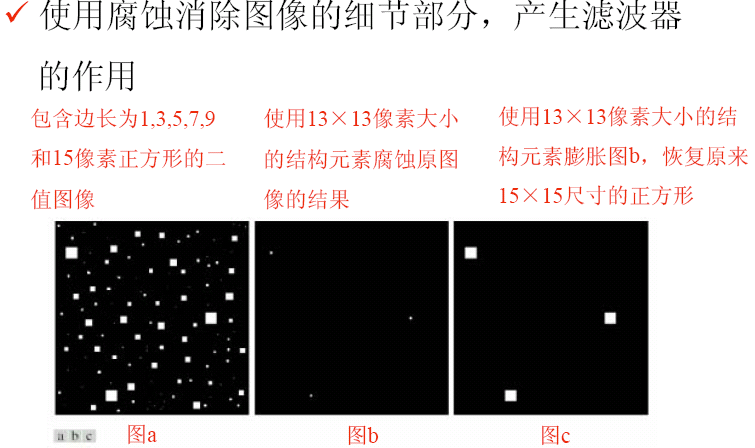 ✓ 使用腐蚀消除图像的细节部分，产生滤波器
的作用
包含边长为1,3,5,7,9
和15像素正方形的二
值图像
使用13×13像素大小
的结构元素腐蚀原图
像的结果
使用13×13像素大小的结
构元素膨胀图b，恢复原来
15×15尺寸的正方形
a b c
图a
图b
图c